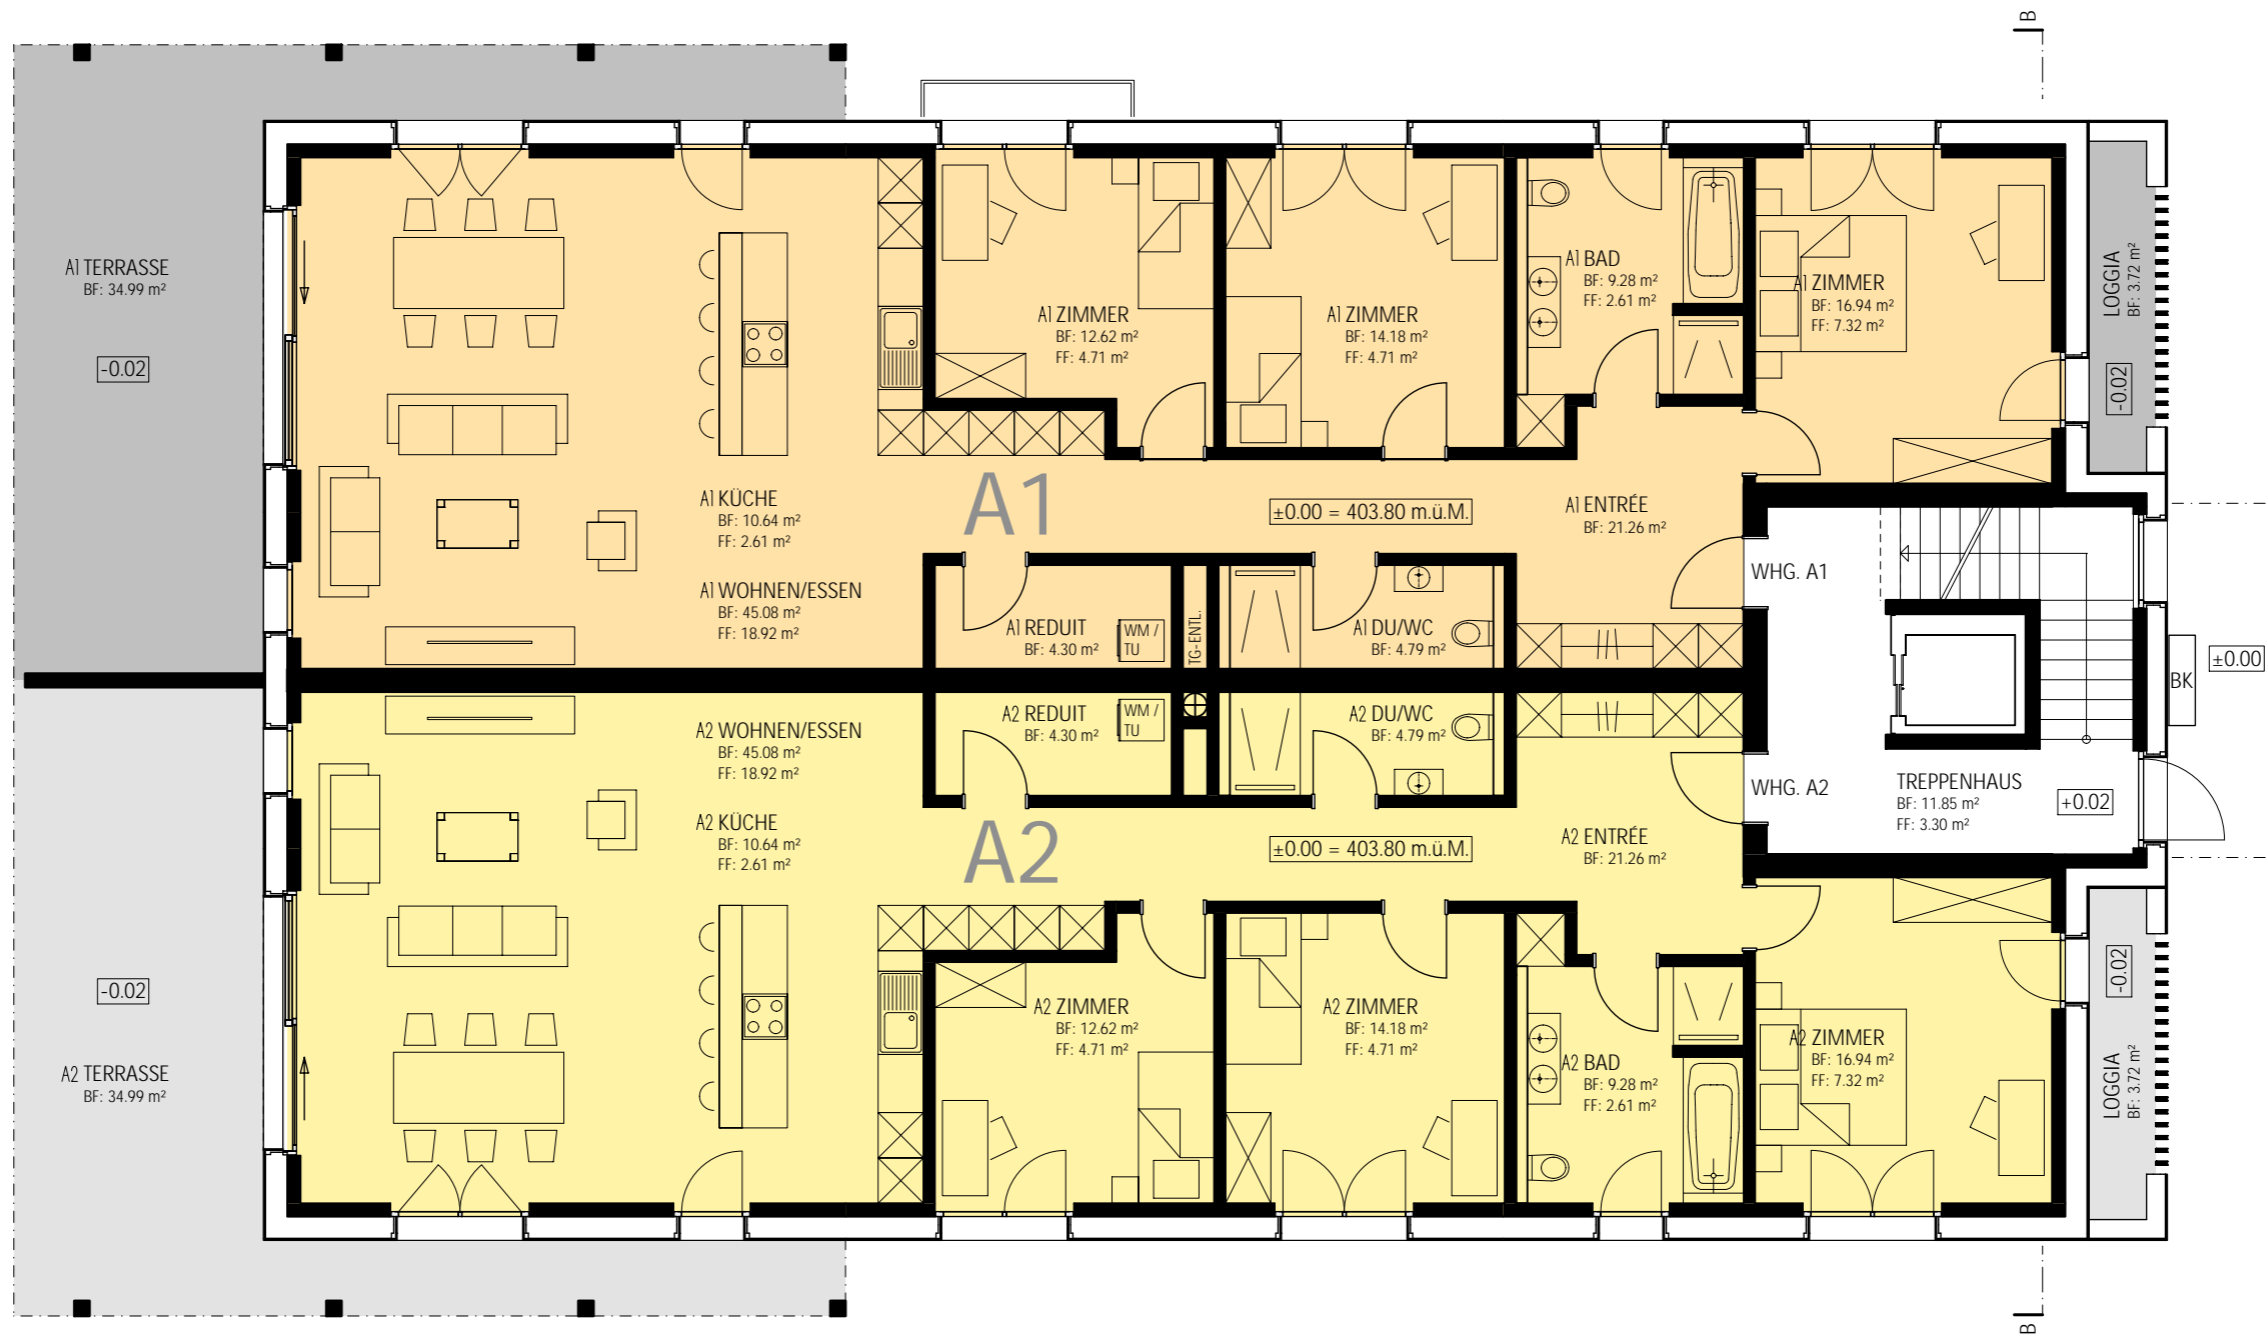 B
A1 TERRASSE
BF: 34.99 m²
-0.02
A1 KÜCHE
BF: 10.64 m²
FF: 2.61 m²
A1 WOHNEN/ESSEN
BF: 45.08 m²
FF: 18.92 m²
A1 ZIMMER
BF: 12.62 m²
FF: 4.71 m²
A1 ZIMMER
BF: 14.18 m²
FF: 4.71 m²
A1 BAD
BF: 9.28 m²
FF: 2.61 m²
A1 ZIMMER
BF: 16.94 m²
FF: 7.32 m²
LOGGIA
BF: 3.72 m²
-0.02
A1
±0.00 = 403.80 m.ü.M.
A1 ENTRÉE
BF: 21.26 m²
WHG. A1
A1 REDUIT
BF: 4.30 m²
WM /
TU
TG-ENTL.
A1 DU/WC
BF: 4.79 m²
±0.00
BK
A2 WOHNEN/ESSEN
BF: 45.08 m²
FF: 18.92 m²
A2 REDUIT
BF: 4.30 m²
WM /
TU
A2 DU/WC
BF: 4.79 m²
A2 KÜCHE
BF: 10.64 m²
FF: 2.61 m²
A2
±0.00 = 403.80 m.ü.M.
A2 ENTRÉE
BF: 21.26 m²
WHG. A2
TREPPENHAUS
BF: 11.85 m²
FF: 3.30 m²
+0.02
-0.02
A2 TERRASSE
BF: 34.99 m²
A2 ZIMMER
BF: 12.62 m²
FF: 4.71 m²
A2 ZIMMER
BF: 14.18 m²
FF: 4.71 m²
A2 BAD
BF: 9.28 m²
FF: 2.61 m²
A2 ZIMMER
BF: 16.94 m²
FF: 7.32 m²
-0.02
LOGGIA
BF: 3.72 m²
B